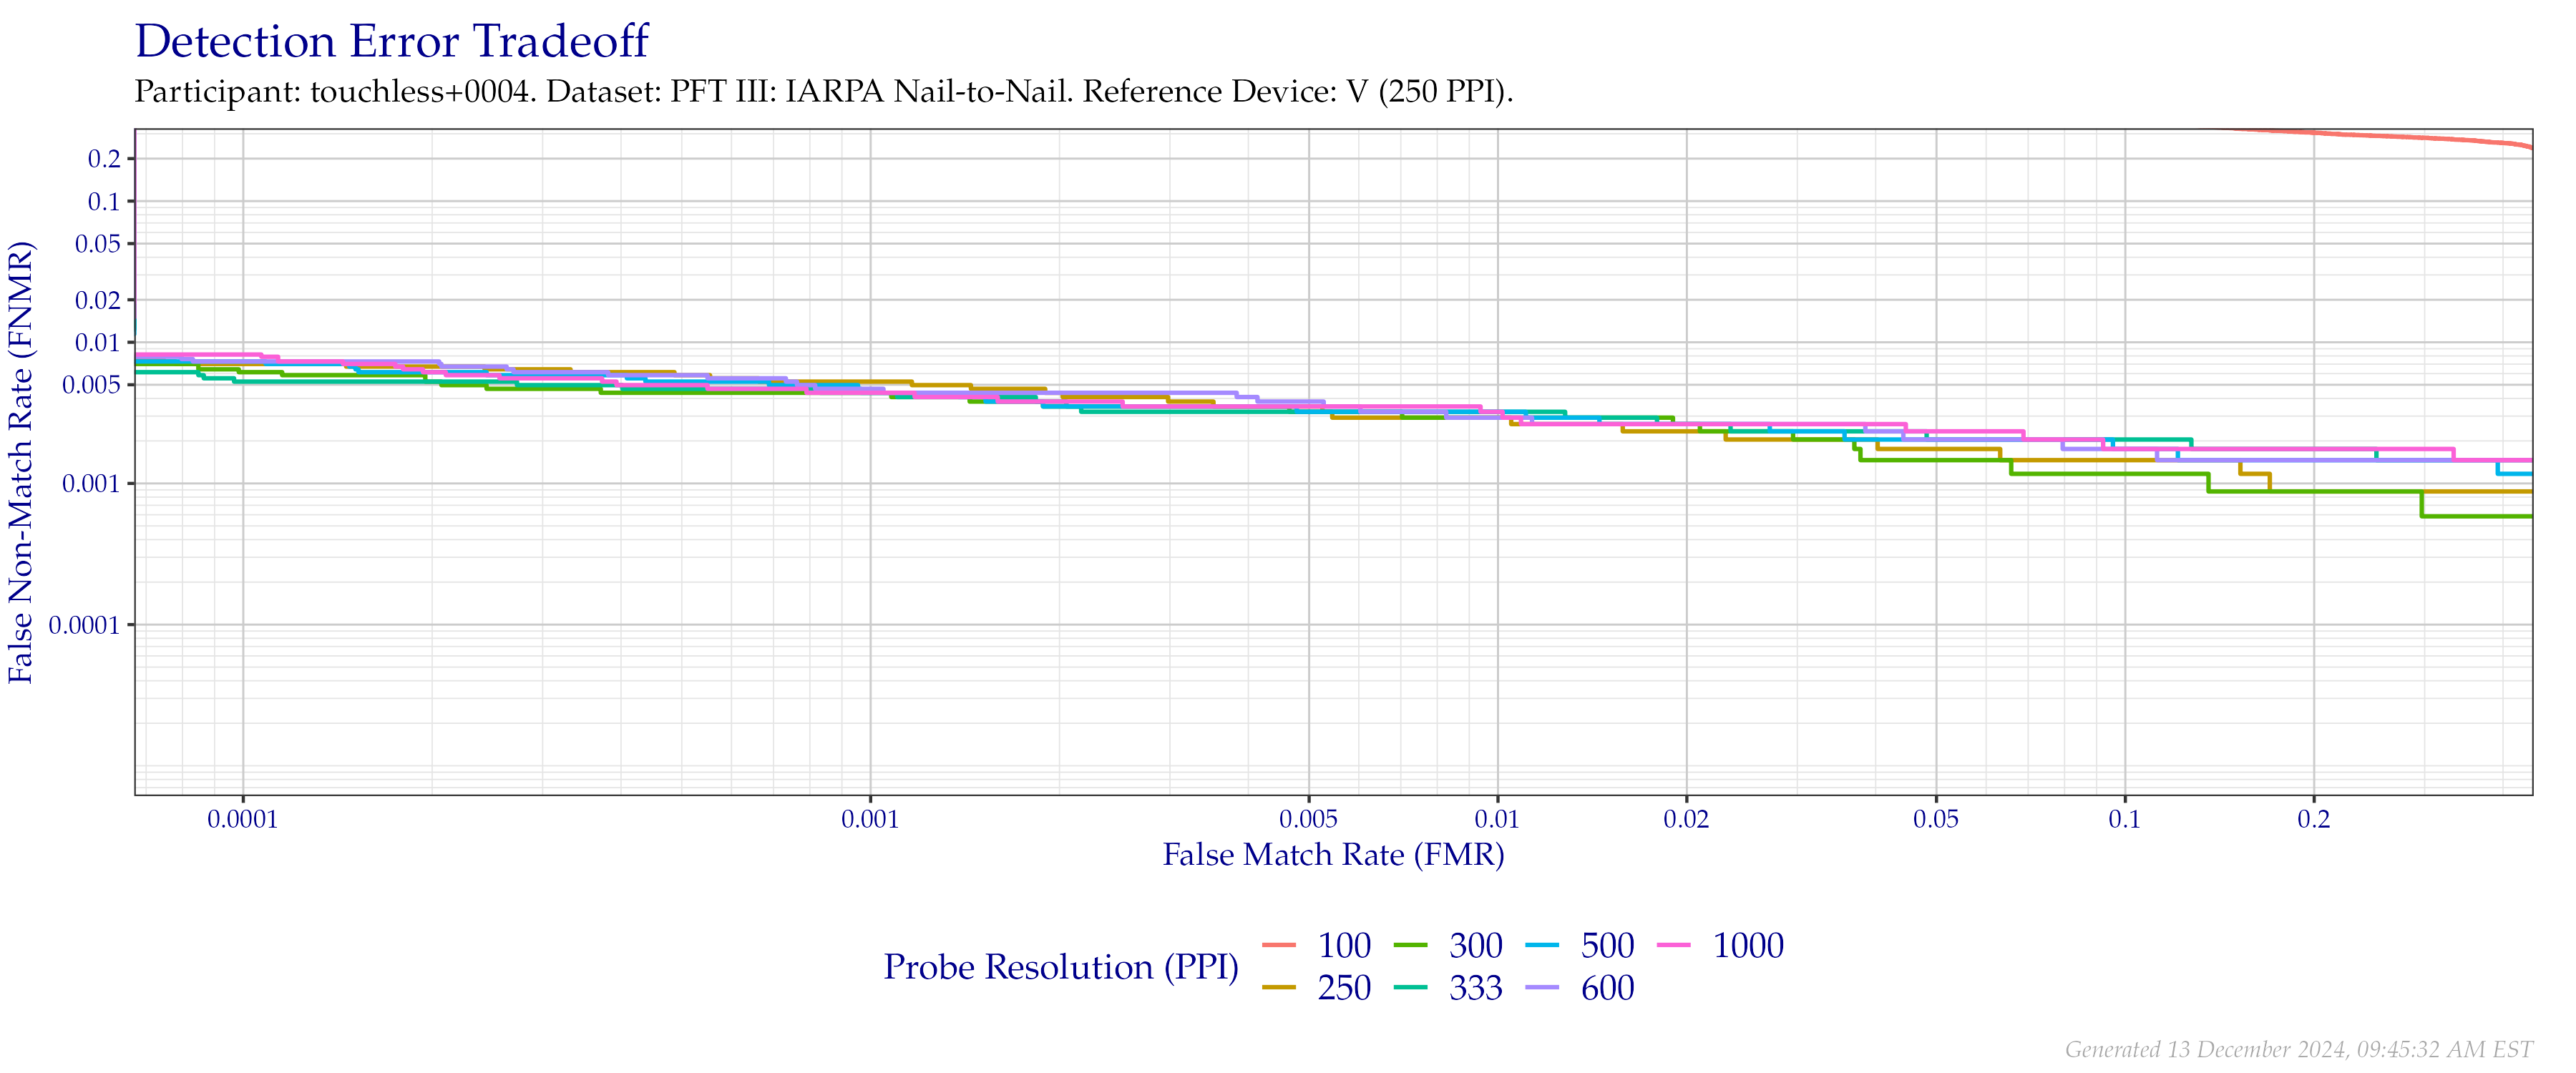 Detection Error Tradeoff
Participant: touchless+0004. Dataset: PFT III: IARPA Nail-to-Nail. Reference Device: V (250 PPI).
False Non-Match Rate (FNMR)
0.2
0.1
0.05
0.02
0.01
0.005
0.001
0.0001
0.0001 0.001 0.005 0.01 0.02 0.05 0.1 0.2
False Match Rate (FMR)
Probe Resolution (PPI)
100 300 500 1000
250 333 600
Generated 13 December 2024, 09:45:32 AM EST